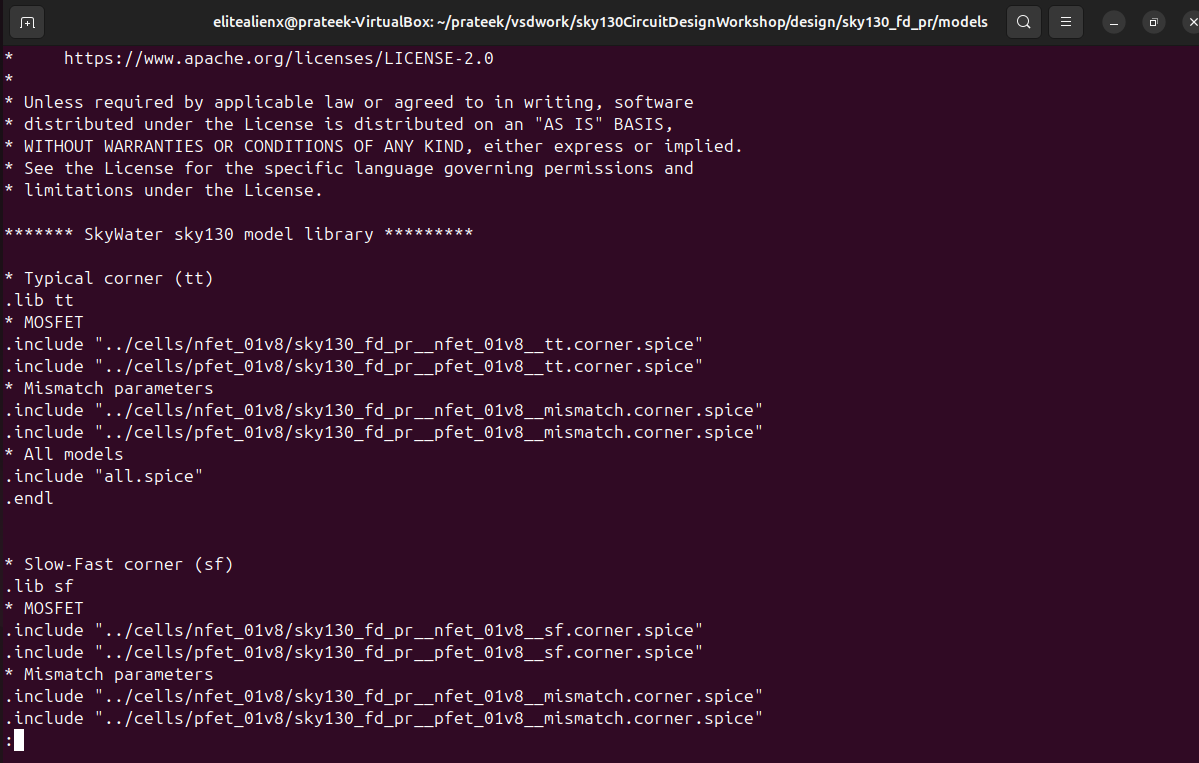 elitealienx@prateek-VirtualBox: ~/prateek/vsdwork/sky130CircuitDesignWorkshop/design/sky130_fd_pr/models
*     https://www.apache.org/licenses/LICENSE-2.0
*
* Unless required by applicable law or agreed to in writing, software
* distributed under the License is distributed on an "AS IS" BASIS,
* WITHOUT WARRANTIES OR CONDITIONS OF ANY KIND, either express or implied.
* See the License for the specific language governing permissions and
* limitations under the License.

******* SkyWater sky130 model library *********

* Typical corner (tt)
.lib tt
* MOSFET
.include "../cells/nfet_01v8/sky130_fd_pr__nfet_01v8__tt.corner.spice"
.include "../cells/pfet_01v8/sky130_fd_pr__pfet_01v8__tt.corner.spice"
* Mismatch parameters
.include "../cells/nfet_01v8/sky130_fd_pr__nfet_01v8__mismatch.corner.spice"
.include "../cells/pfet_01v8/sky130_fd_pr__pfet_01v8__mismatch.corner.spice"
* All models
.include "all.spice"
.endl

* Slow-Fast corner (sf)
.lib sf
* MOSFET
.include "../cells/nfet_01v8/sky130_fd_pr__nfet_01v8__sf.corner.spice"
.include "../cells/pfet_01v8/sky130_fd_pr__pfet_01v8__sf.corner.spice"
* Mismatch parameters
.include "../cells/nfet_01v8/sky130_fd_pr__nfet_01v8__mismatch.corner.spice"
.include "../cells/pfet_01v8/sky130_fd_pr__pfet_01v8__mismatch.corner.spice"
: